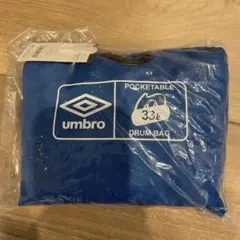 umbro
POCKETABLE
33L
DRUM BAG